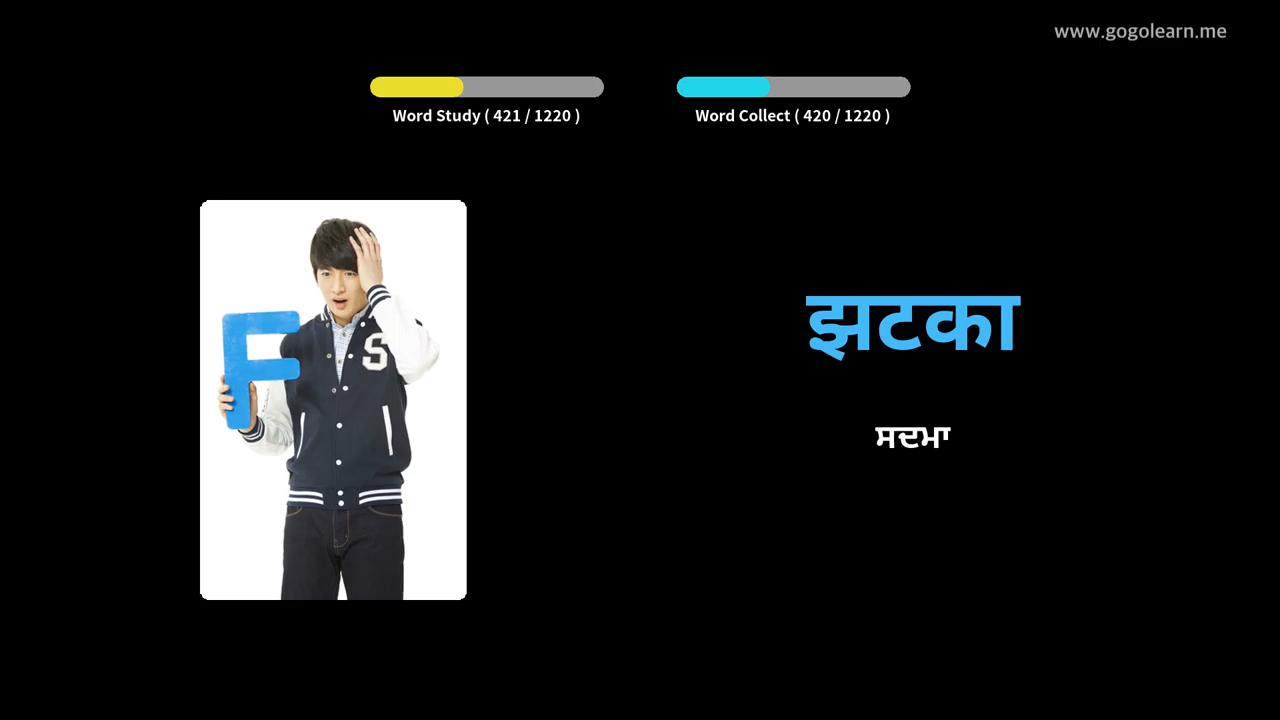 www.gogolearn.me
Word Study ( 421 / 1220 )
Word Collect ( 420 / 1220 )
F
S
झटका
ਸਦਮਾ